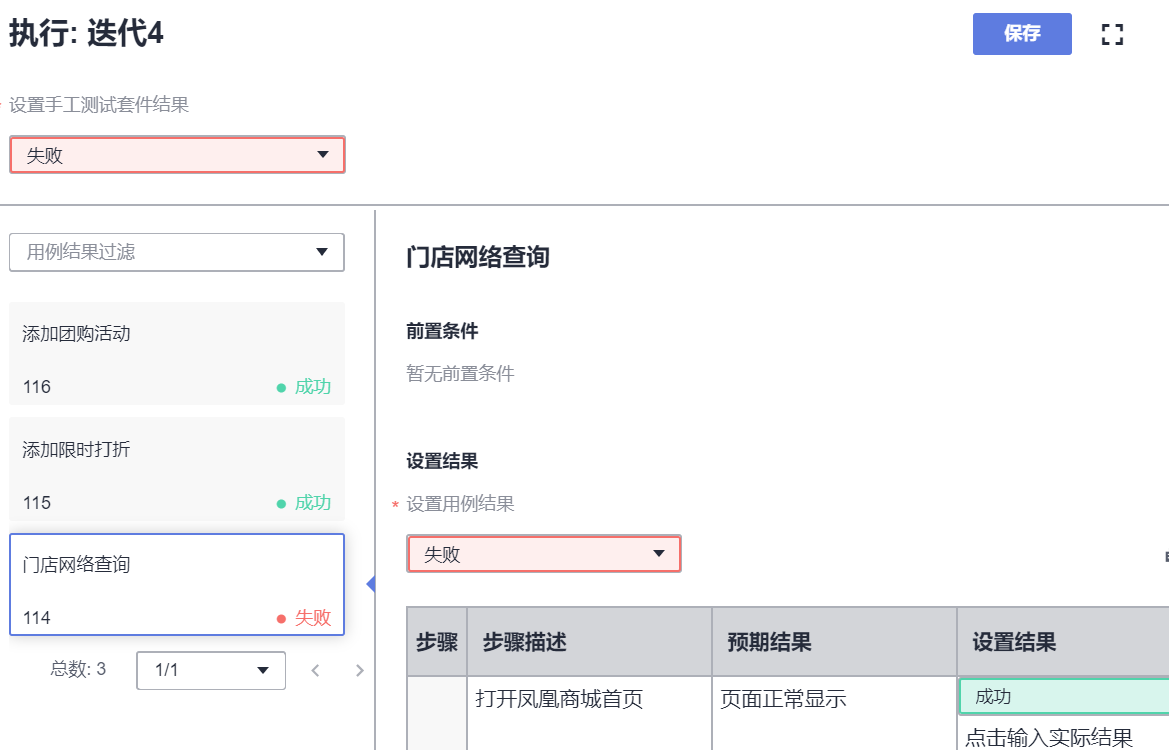 执行: 迭代4
保存
* 设置手工测试套件结果
失败
用例结果过滤
添加团购活动
116
成功
添加限时打折
115
成功
门店网络查询
114
失败
总数: 3
1/1
门店网络查询
前置条件
暂无前置条件
设置结果
* 设置用例结果
失败
步骤 步骤描述 预期结果 设置结果
打开凤凰商城首页 页面正常显示 成功
点击输入实际结果